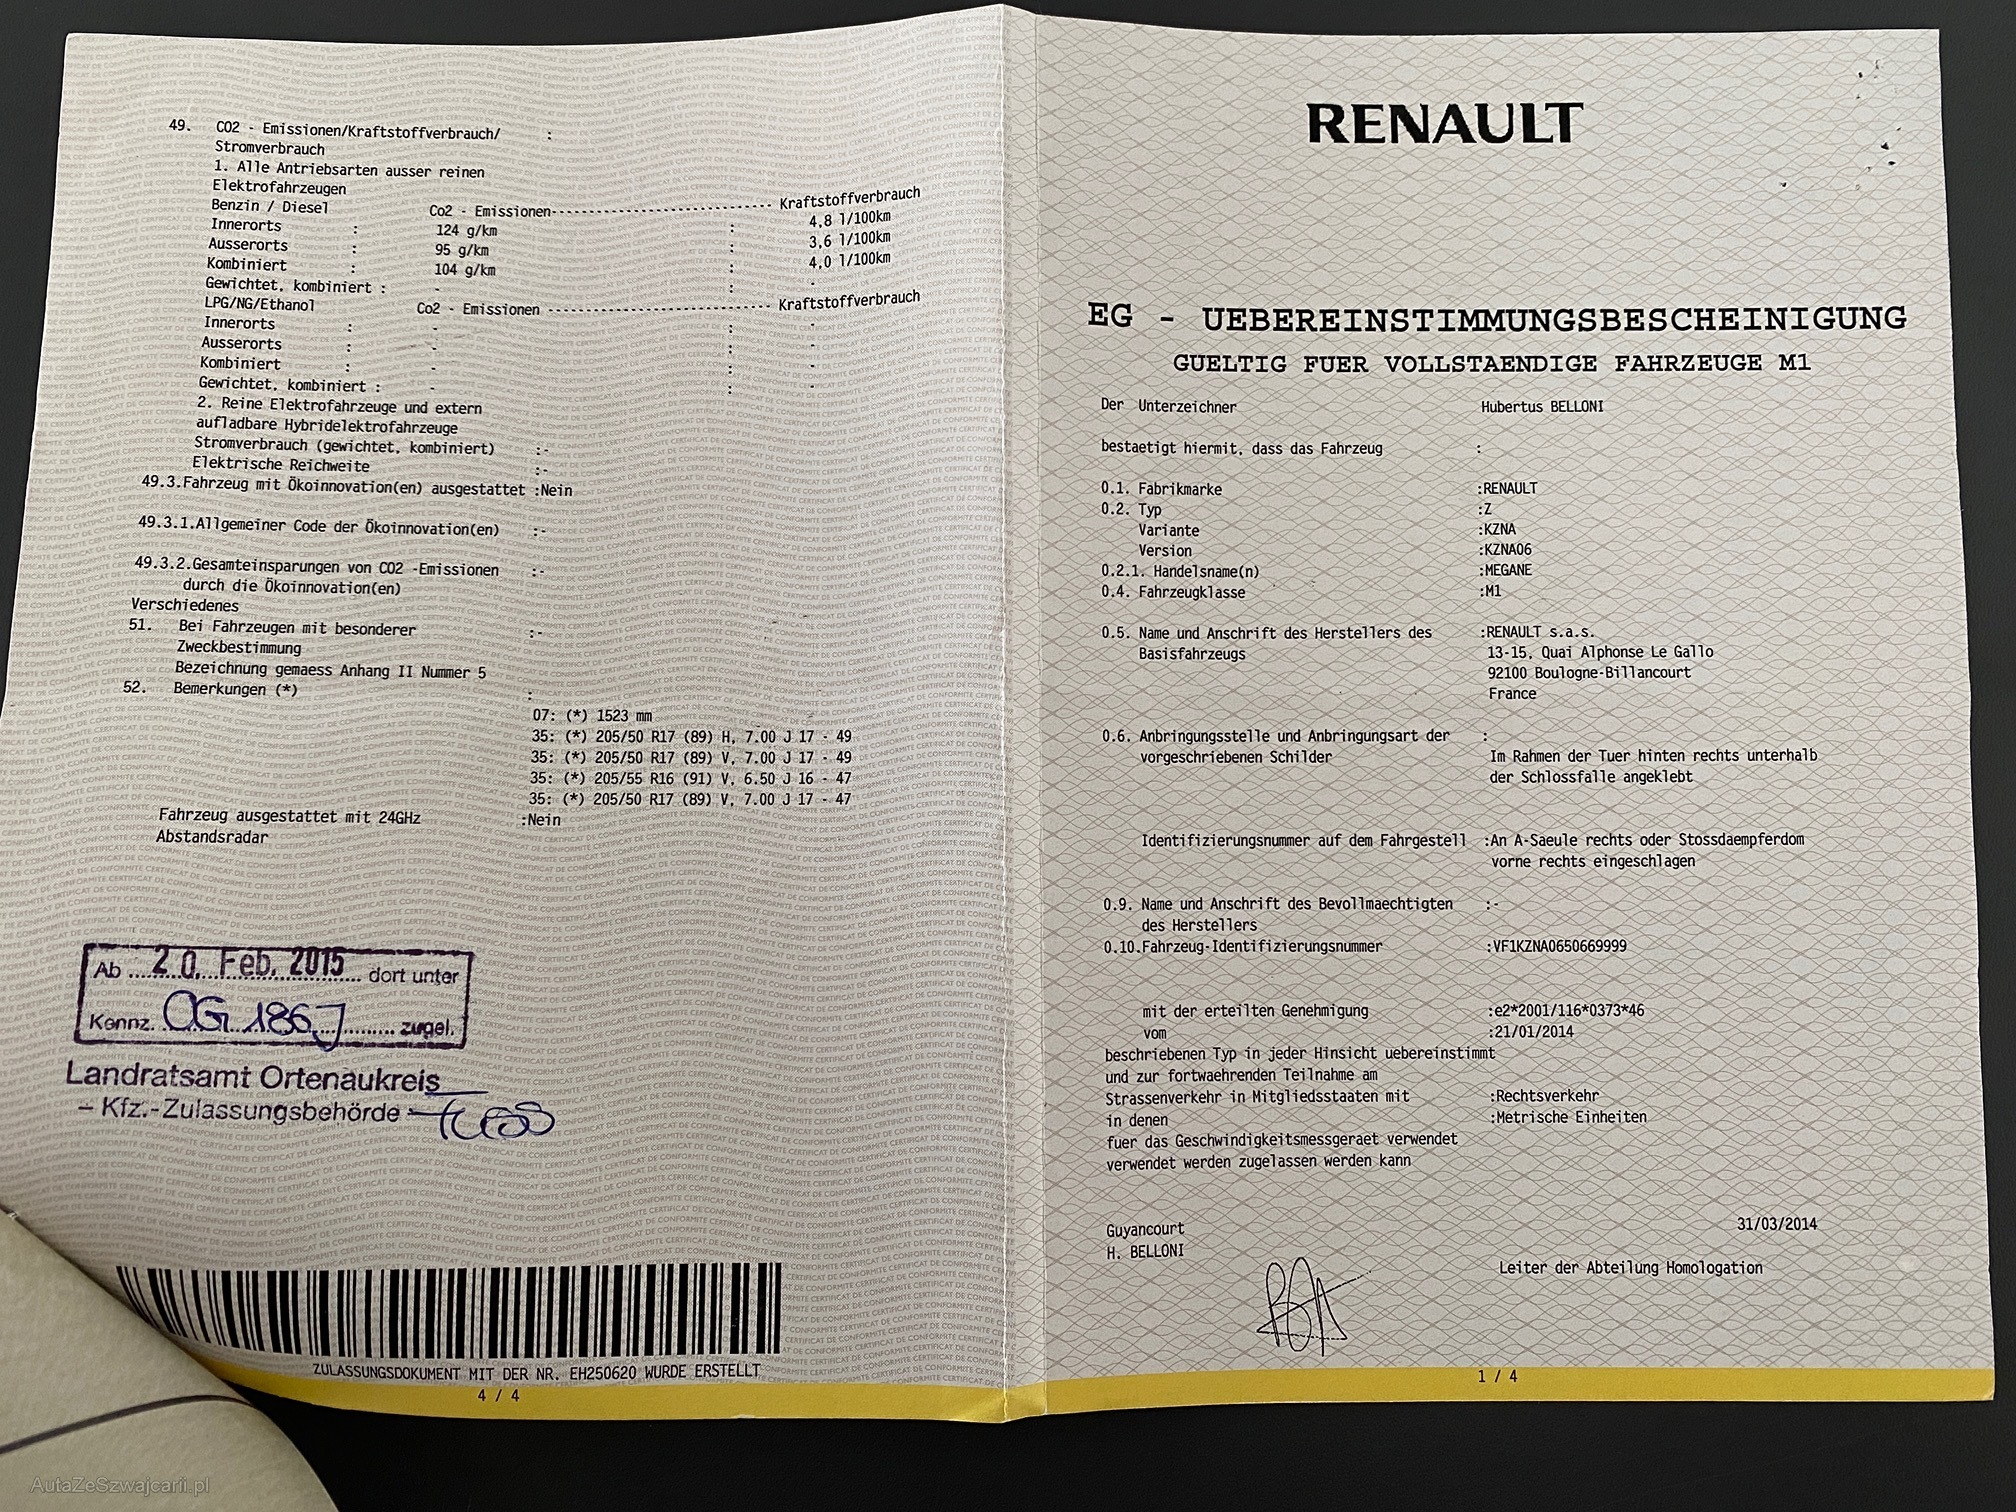 49. CO2 - Emissionen/Kraftstoffverbrauch/ :
Stromverbrauch
1. Alle Antriebsarten ausser reinen
Elektrofahrzeugen
Benzin / Diesel Co2 - Emissionen--------------------------- Kraftstoffverbrauch
Innerorts : 124 g/km : 4,8 l/100km
Ausserorts : 95 g/km : 3,6 l/100km
Kombiniert : 104 g/km : 4,0 l/100km
Gewichtet, kombiniert : - : -
LPG/NG/Ethanol Co2 - Emissionen --------------------------- Kraftstoffverbrauch
Innerorts : - : -
Ausserorts : - : -
Kombiniert : - : -
Gewichtet, kombiniert : - : -
2. Reine Elektrofahrzeuge und extern
aufladbare Hybridelektrofahrzeuge
Stromverbrauch (gewichtet, kombiniert) :-
Elektrische Reichweite :-
49.3.Fahrzeug mit Ökoinnovation(en) ausgestattet :Nein
49.3.1.Allgemeiner Code der Ökoinnovation(en) :-
49.3.2.Gesamteinsparungen von CO2 -Emissionen :-
durch die Ökoinnovation(en)
Verschiedenes
51. Bei Fahrzeugen mit besonderer :-
Zweckbestimmung
Bezeichnung gemaess Anhang II Nummer 5
52. Bemerkungen (*) :
07: (*) 1523 mm
35: (*) 205/50 R17 (89) H, 7.00 J 17 - 49
35: (*) 205/50 R17 (89) V, 7.00 J 17 - 49
35: (*) 205/55 R16 (91) V, 6.50 J 16 - 47
35: (*) 205/50 R17 (89) V, 7.00 J 17 - 47
Fahrzeug ausgestattet mit 24GHz :Nein
Abstandsradar
Ab 20. Feb. 2015 dort unter
Kennz. OG 186 J zugel.
Landratsamt Ortenaukreis
– Kfz.-Zulassungsbehörde –
ZULASSUNGSDOKUMENT MIT DER NR. EH250620 WURDE ERSTELLT
4 / 4
RENAULT
EG - UEBEREINSTIMMUNGSBESCHEINIGUNG
GUELTIG FUER VOLLSTAENDIGE FAHRZEUGE M1
Der Unterzeichner Hubertus BELLONI
bestaetigt hiermit, dass das Fahrzeug :
0.1. Fabrikmarke :RENAULT
0.2. Typ :Z
Variante :KZNA
Version :KZNA06
0.2.1. Handelsname(n) :MEGANE
0.4. Fahrzeugklasse :M1
0.5. Name und Anschrift des Herstellers des :RENAULT s.a.s.
Basisfahrzeugs 13-15, Quai Alphonse Le Gallo
92100 Boulogne-Billancourt
France
0.6. Anbringungsstelle und Anbringungsart der :
vorgeschriebenen Schilder Im Rahmen der Tuer hinten rechts unterhalb
der Schlossfalle angeklebt
Identifizierungsnummer auf dem Fahrgestell :An A-Saeule rechts oder Stossdaempferdom
vorne rechts eingeschlagen
0.9. Name und Anschrift des Bevollmaechtigten :-
des Herstellers
0.10.Fahrzeug-Identifizierungsnummer :VF1KZNA0650669999
mit der erteilten Genehmigung :e2*2001/116*0373*46
vom :21/01/2014
beschriebenen Typ in jeder Hinsicht uebereinstimmt
und zur fortwaehrenden Teilnahme am
Strassenverkehr in Mitgliedsstaaten mit :Rechtsverkehr
in denen :Metrische Einheiten
fuer das Geschwindigkeitsmessgeraet verwendet
verwendet werden zugelassen werden kann
Guyancourt 31/03/2014
H. BELLONI
Leiter der Abteilung Homologation
1 / 4
AutaZeSzwajcarii.pl